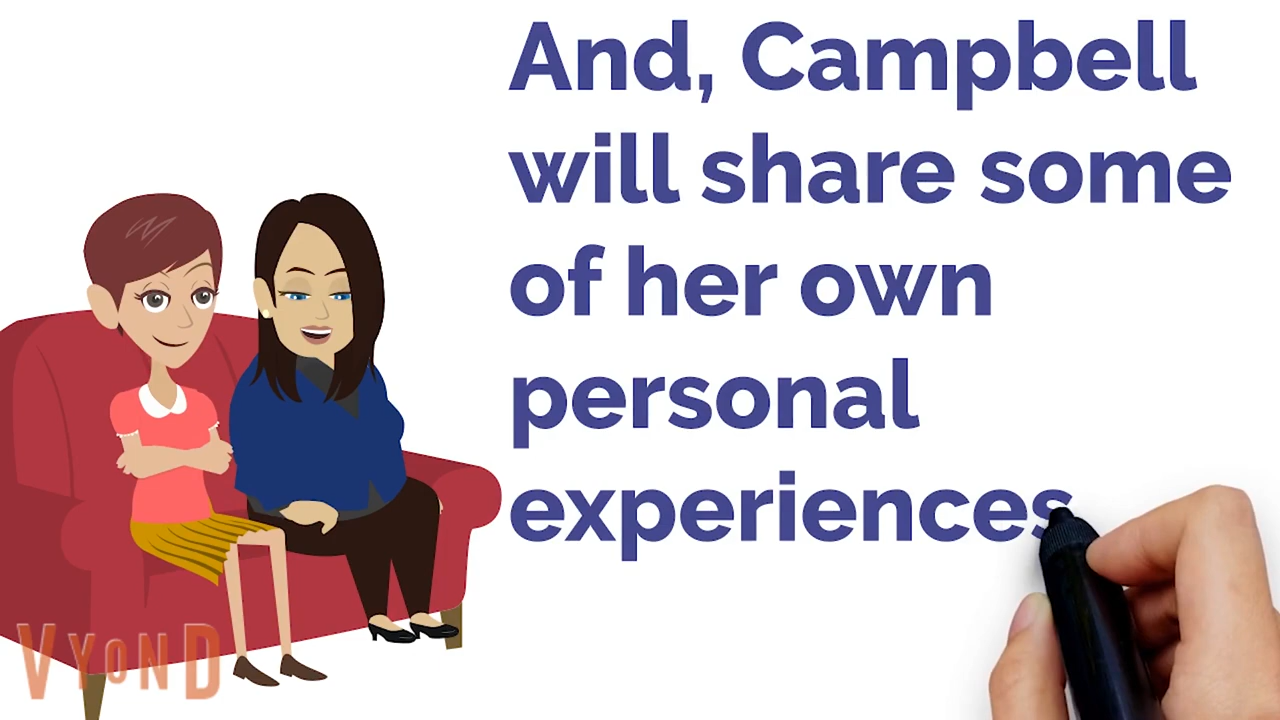 And, Campbell
will share some
of her own
personal
experiences
VYOND